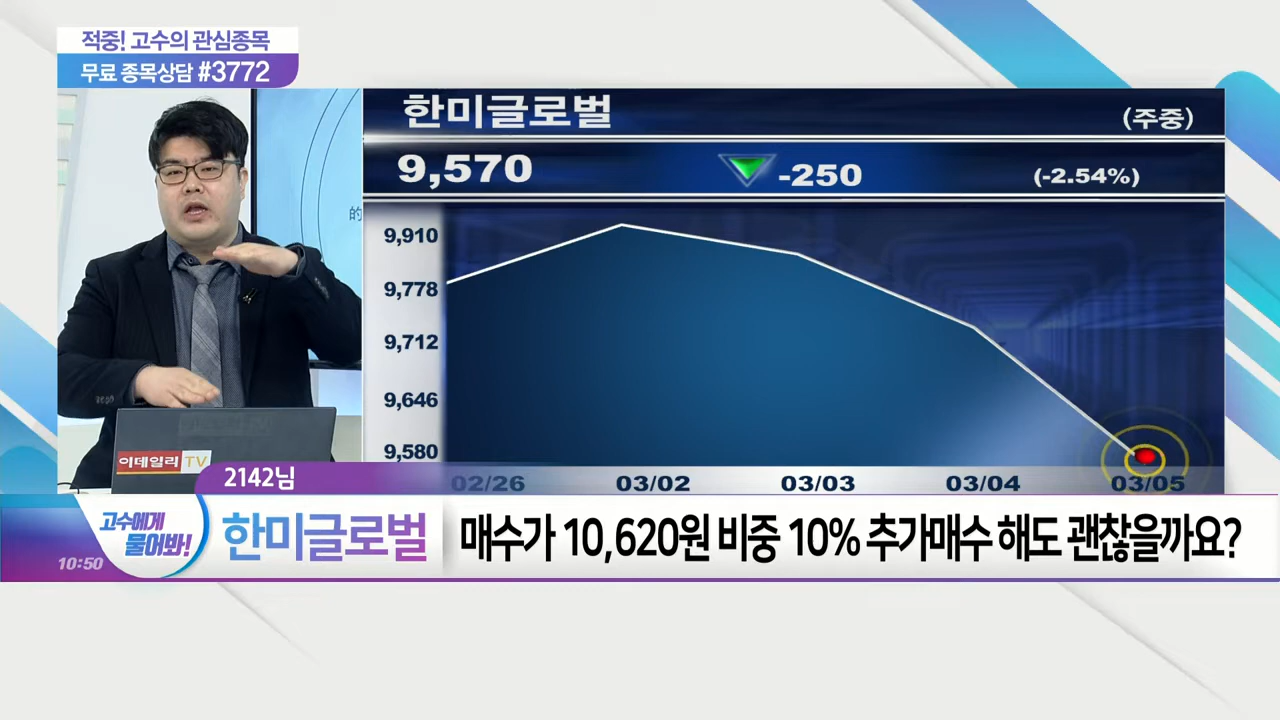 적중! 고수의 관심종목
무료 종목상담 #3772
的
한미글로벌
(주중)
9,570
-250
(-2.54%)
9,910
9,778
9,712
9,646
9,580
02/26
03/02
03/03
03/04
03/05
이데일리 TV
2142님
고수에게
물어봐!
10:50
한미글로벌
매수가 10,620원 비중 10% 추가매수 해도 괜찮을까요?